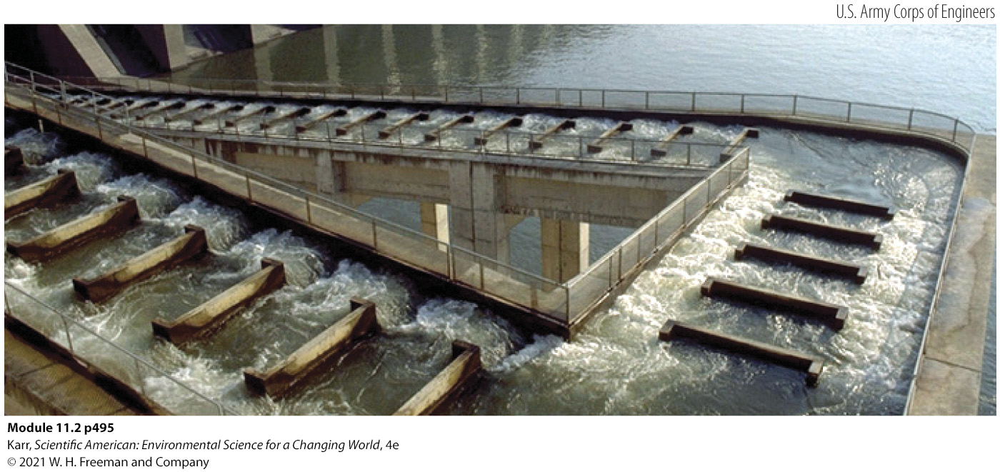 U.S. Army Corps of Engineers
Module 11.2 p495
Karr, Scientific American: Environmental Science for a Changing World, 4e
© 2021 W. H. Freeman and Company